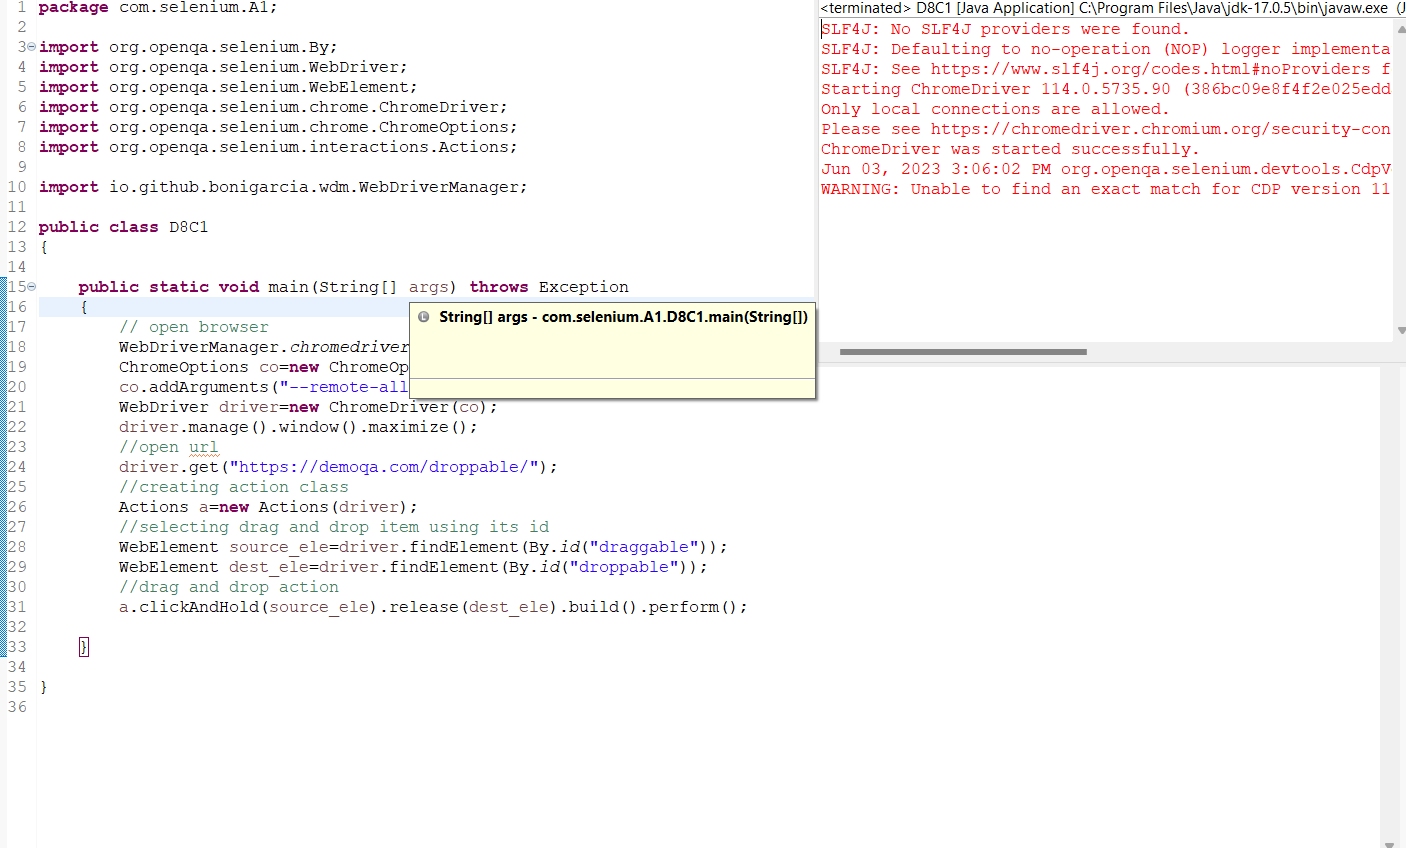 1 package com.selenium.A1;
2
3 import org.openqa.selenium.By;
4 import org.openqa.selenium.WebDriver;
5 import org.openqa.selenium.WebElement;
6 import org.openqa.selenium.chrome.ChromeDriver;
7 import org.openqa.selenium.chrome.ChromeOptions;
8 import org.openqa.selenium.interactions.Actions;
9
10 import io.github.bonigarcia.wdm.WebDriverManager;
11
12 public class D8C1
13 {
14
15 public static void main(String[] args) throws Exception
16 {
17 // open browser
18 WebDriverManager.chromedriver
19 ChromeOptions co=new ChromeOp
20 co.addArguments("--remote-all
21 WebDriver driver=new ChromeDriver(co);
22 driver.manage().window().maximize();
23 //open url
24 driver.get("https://demoqa.com/droppable/");
25 //creating action class
26 Actions a=new Actions(driver);
27 //selecting drag and drop item using its id
28 WebElement source_ele=driver.findElement(By.id("draggable"));
29 WebElement dest_ele=driver.findElement(By.id("droppable"));
30 //drag and drop action
31 a.clickAndHold(source_ele).release(dest_ele).build().perform();
32
33 }
34
35 }
36
String[] args - com.selenium.A1.D8C1.main(String[])
<terminated> D8C1 [Java Application] C:\Program Files\Java\jdk-17.0.5\bin\javaw.exe (J
SLF4J: No SLF4J providers were found.
SLF4J: Defaulting to no-operation (NOP) logger implementa
SLF4J: See https://www.slf4j.org/codes.html#noProviders f
Starting ChromeDriver 114.0.5735.90 (386bc09e8f4f2e025edd
Only local connections are allowed.
Please see https://chromedriver.chromium.org/security-con
ChromeDriver was started successfully.
Jun 03, 2023 3:06:02 PM org.openqa.selenium.devtools.CdpV
WARNING: Unable to find an exact match for CDP version 11